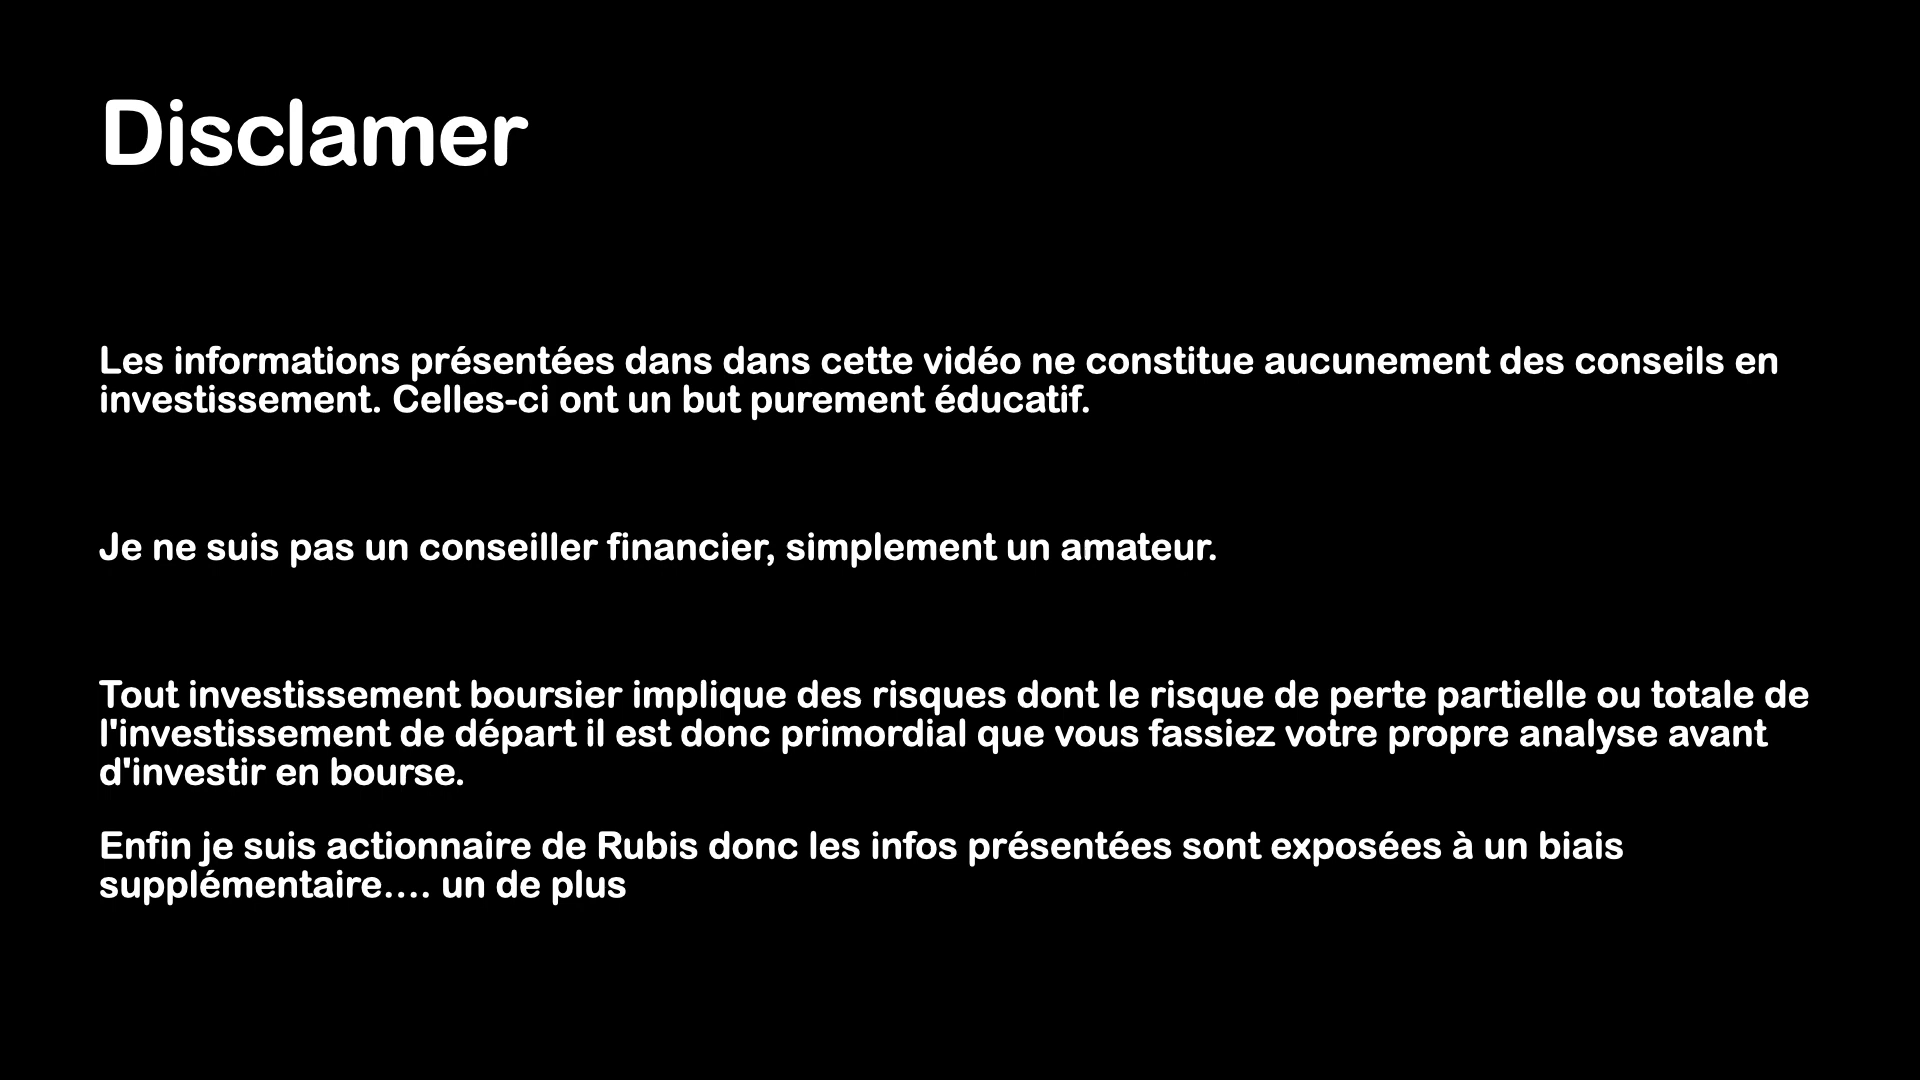 Disclamer
Les informations présentées dans dans cette vidéo ne constitue aucunement des conseils en
investissement. Celles-ci ont un but purement éducatif.
Je ne suis pas un conseiller financier, simplement un amateur.
Tout investissement boursier implique des risques dont le risque de perte partielle ou totale de
l'investissement de départ il est donc primordial que vous fassiez votre propre analyse avant
d'investir en bourse.
Enfin je suis actionnaire de Rubis donc les infos présentées sont exposées à un biais
supplémentaire…. un de plus